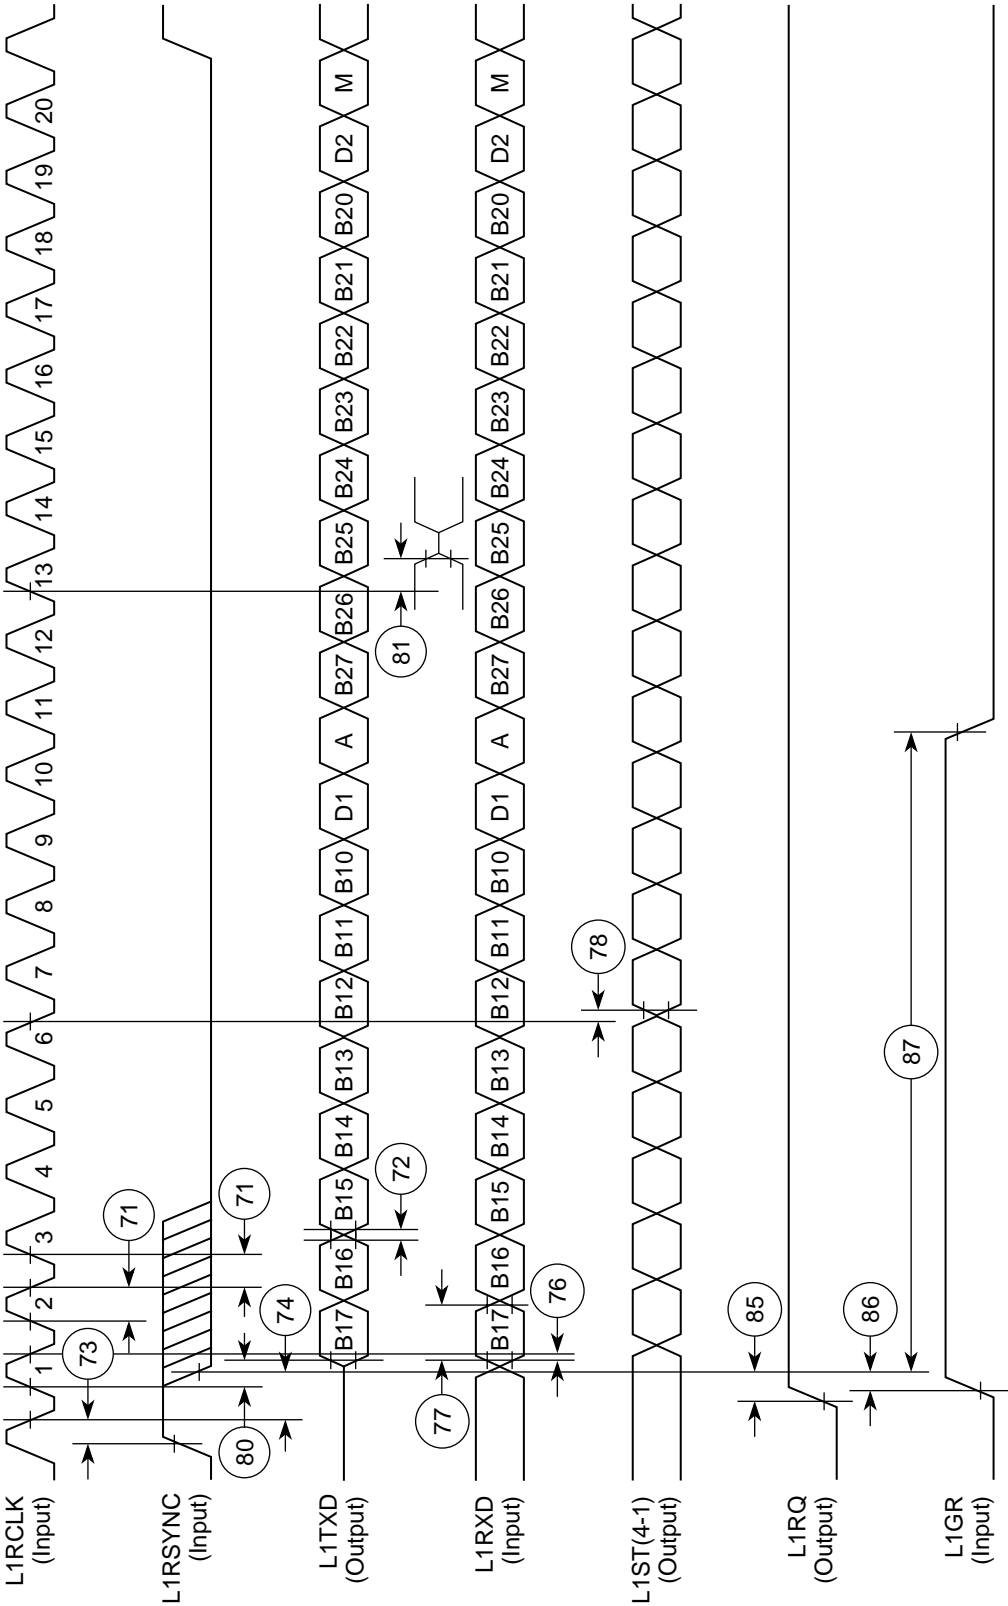 L1RCLK
(Input)
1 2 3 4 5 6 7 8 9 10 11 12 13 14 15 16 17 18 19 20
73
71
71
L1RSYNC
(Input)
80
74
L1TXD
(Output)
B17 B16 B15 B14 B13 B12 B11 B10 D1 A B27 B26 B25 B24 B23 B22 B21 B20 D2 M
72
81
77
L1RXD
(Input)
B17 B16 B15 B14 B13 B12 B11 B10 D1 A B27 B26 B25 B24 B23 B22 B21 B20 D2 M
76
78
L1ST(4-1)
(Output)
85
L1RQ
(Output)
86
87
L1GR
(Input)